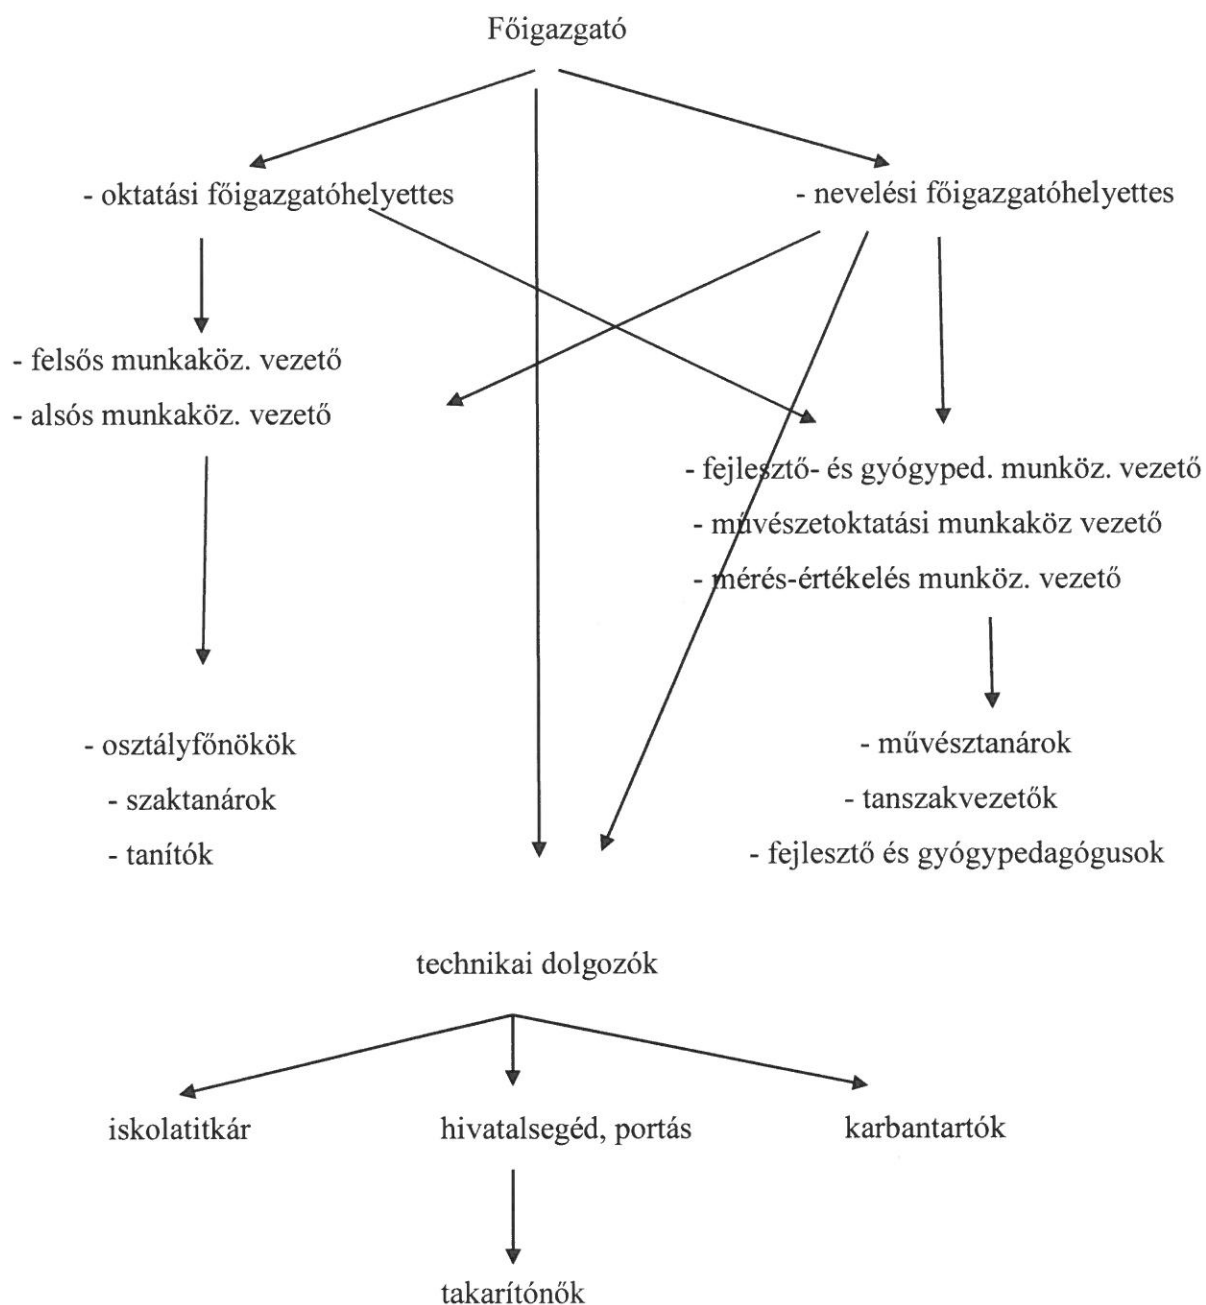 Főigazgató
- oktatási főigazgatóhelyettes
- nevelési főigazgatóhelyettes
- felsős munkaköz. vezető
- alsós munkaköz. vezető
- fejlesztő- és gyógyped. munköz. vezető
- művészetoktatási munkaköz vezető
- mérés-értékelés munköz. vezető
- osztályfőnökök
- szaktanárok
- tanítók
- művésztanárok
- tanszakvezetők
- fejlesztő és gyógypedagógusok
technikai dolgozók
iskolatitkár
hivatalsegéd, portás
karbantartók
takarítónők